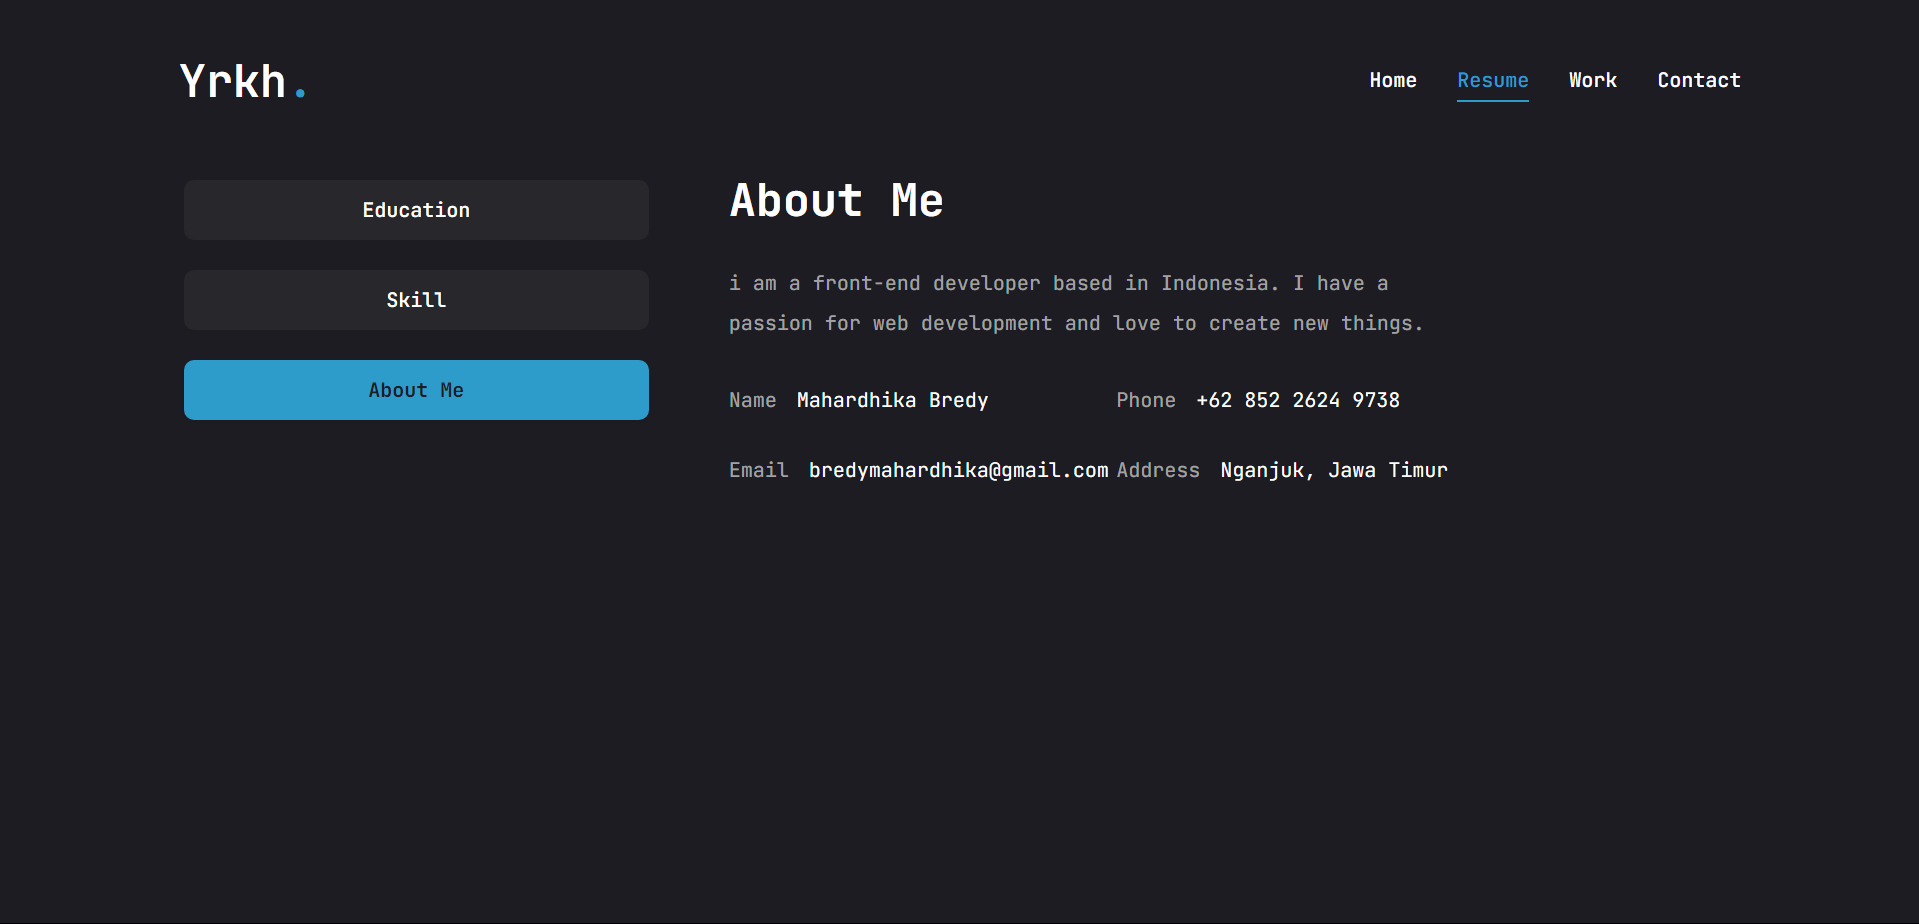 Yrkh.
Home Resume Work Contact
Education
Skill
About Me
About Me
i am a front-end developer based in Indonesia. I have a
passion for web development and love to create new things.
Name Mahardhika Bredy Phone +62 852 2624 9738
Email bredymahardhika@gmail.com Address Nganjuk, Jawa Timur